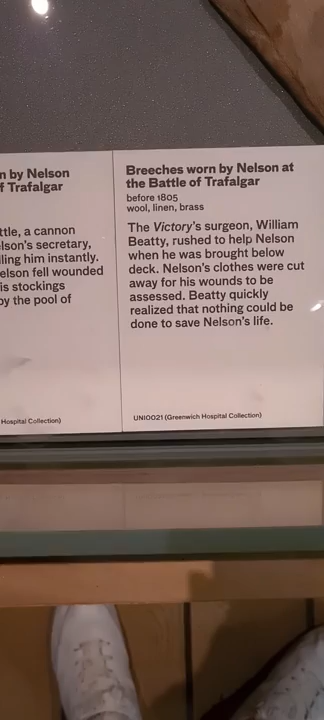 n by Nelson
f Trafalgar
ttle, a cannon
lson's secretary,
lling him instantly.
elson fell wounded
is stockings
by the pool of
Hospital Collection)
Breeches worn by Nelson at
the Battle of Trafalgar
before 1805
wool, linen, brass
The Victory's surgeon, William
Beatty, rushed to help Nelson
when he was brought below
deck. Nelson's clothes were cut
away for his wounds to be
assessed. Beatty quickly
realized that nothing could be
done to save Nelson's life.
UNI0021 (Greenwich Hospital Collection)